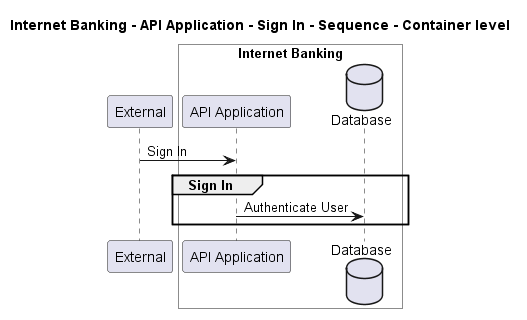 Internet Banking - API Application - Sign In - Sequence - Container level
Internet Banking
External
API Application
Database
Sign In
Sign In
Authenticate User
External
API Application
Database